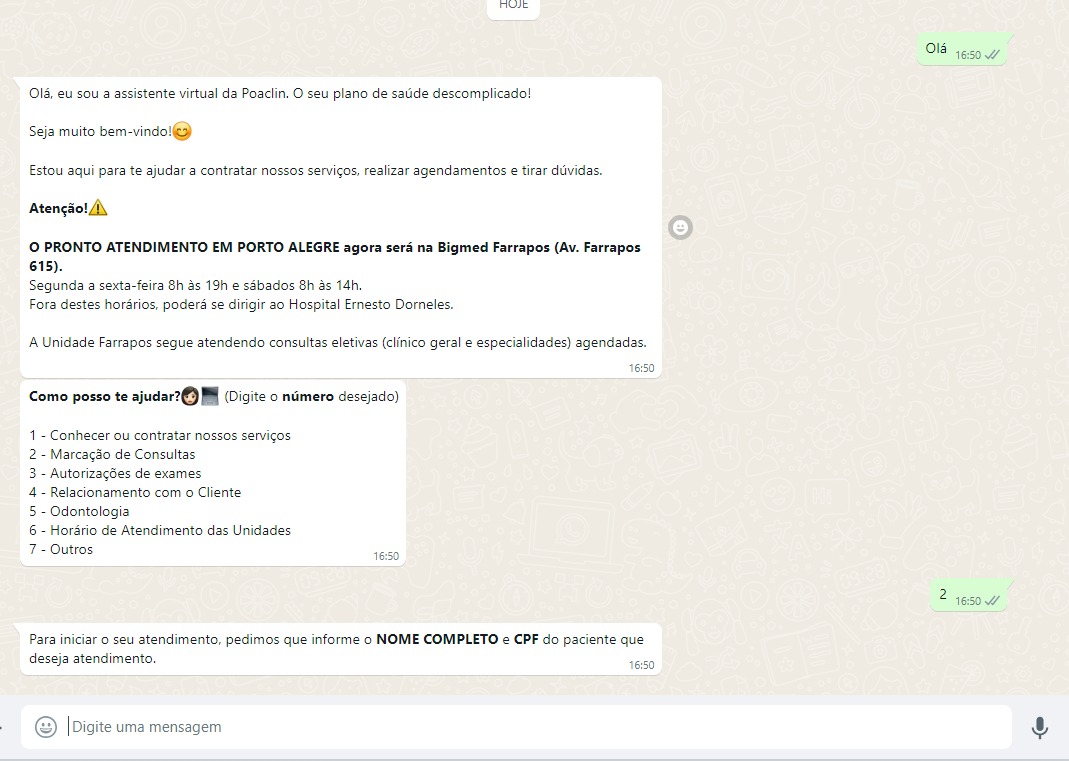 HOJE
Olá
16:50
Olá, eu sou a assistente virtual da Poaclin. O seu plano de saúde descomplicado!
Seja muito bem-vindo!
Estou aqui para te ajudar a contratar nossos serviços, realizar agendamentos e tirar dúvidas.
Atenção!
O PRONTO ATENDIMENTO EM PORTO ALEGRE agora será na Bigmed Farrapos (Av. Farrapos
615).
Segunda a sexta-feira 8h às 19h e sábados 8h às 14h.
Fora destes horários, poderá se dirigir ao Hospital Ernesto Dorneles.
A Unidade Farrapos segue atendendo consultas eletivas (clínico geral e especialidades) agendadas.
16:50
Como posso te ajudar? (Digite o número desejado)
1 - Conhecer ou contratar nossos serviços
2 - Marcação de Consultas
3 - Autorizações de exames
4 - Relacionamento com o Cliente
5 - Odontologia
6 - Horário de Atendimento das Unidades
7 - Outros
16:50
2
16:50
Para iniciar o seu atendimento, pedimos que informe o NOME COMPLETO e CPF do paciente que
deseja atendimento.
16:50
Digite uma mensagem